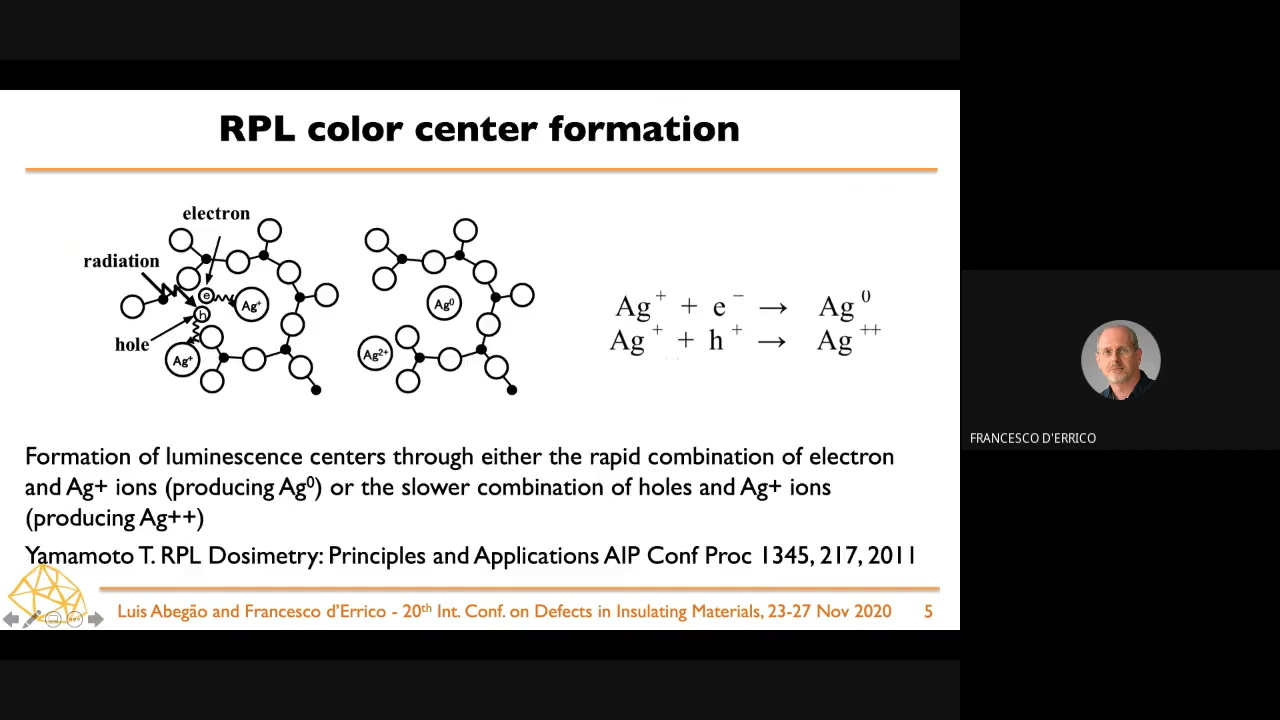 RPL color center formation
electron
radiation
e
Ag⁺
h
hole
Ag⁺
Ag⁰
Ag²⁺
Ag⁺ + e⁻ → Ag⁰
Ag⁺ + h⁺ → Ag⁺⁺
Formation of luminescence centers through either the rapid combination of electron
and Ag+ ions (producing Ag⁰) or the slower combination of holes and Ag+ ions
(producing Ag++)
Yamamoto T. RPL Dosimetry: Principles and Applications AIP Conf Proc 1345, 217, 2011
Luis Abegão and Francesco d'Errico - 20th Int. Conf. on Defects in Insulating Materials, 23-27 Nov 2020 5
FRANCESCO D'ERRICO